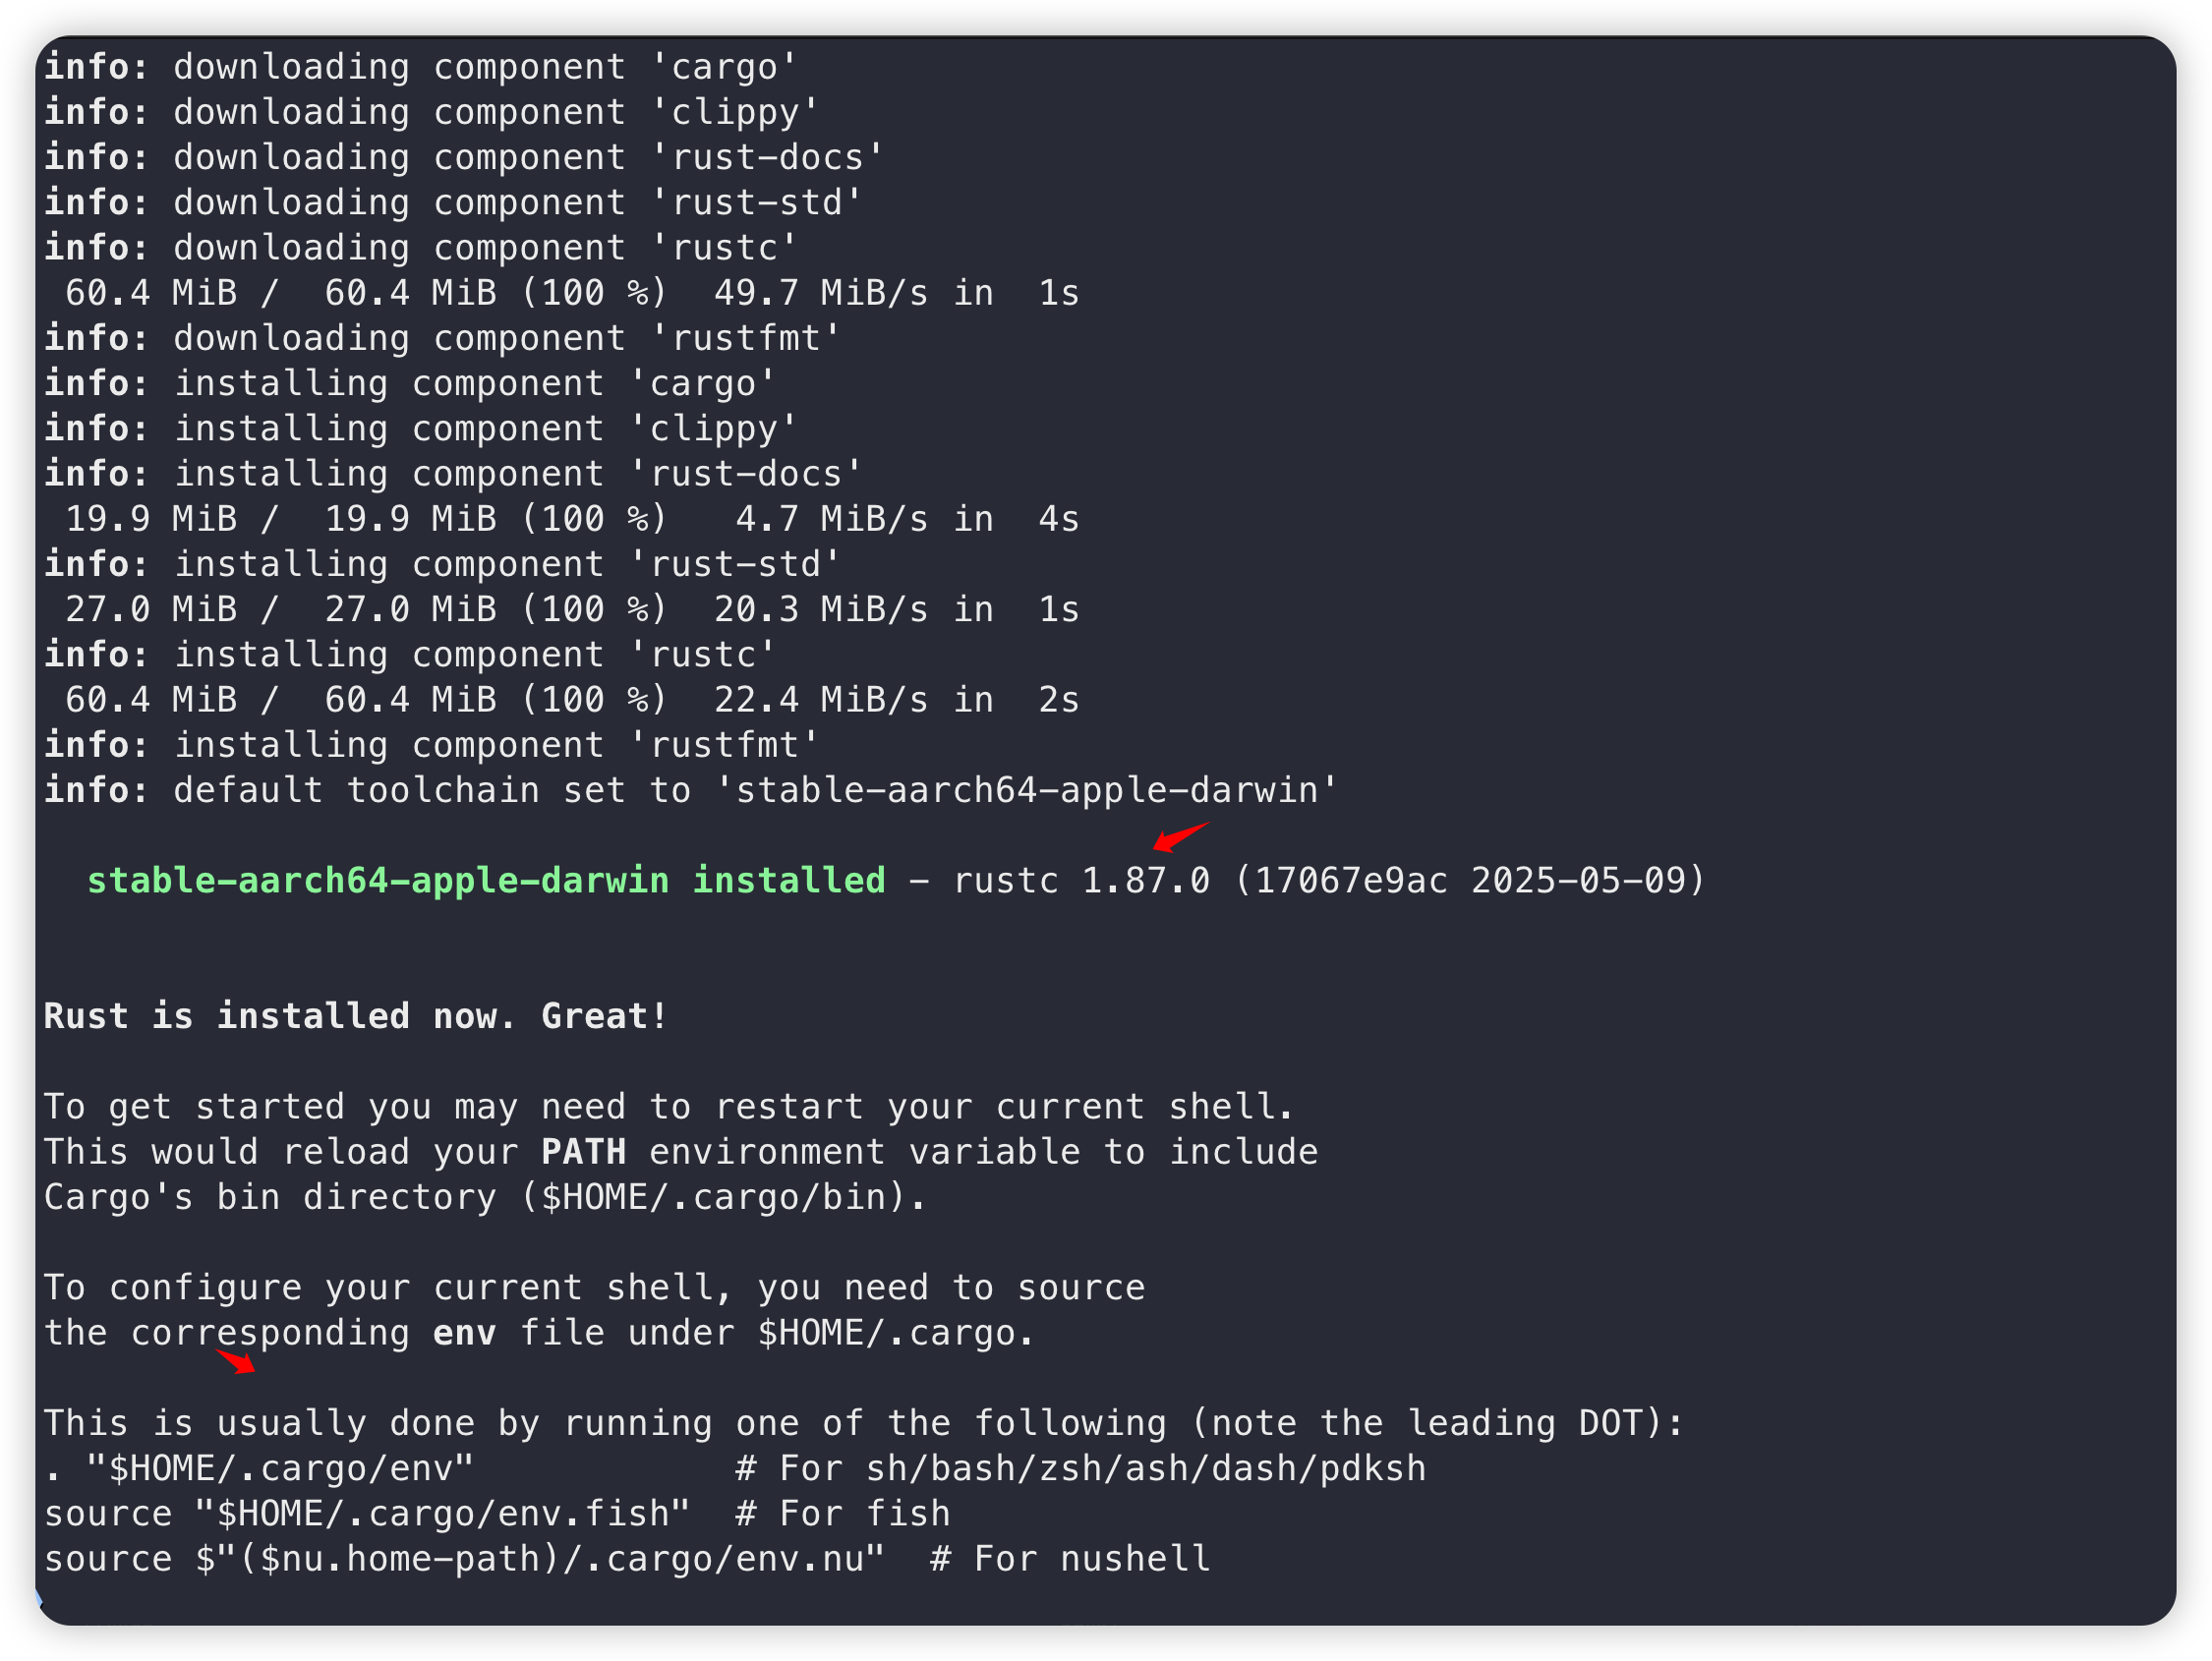 info: downloading component 'cargo'
info: downloading component 'clippy'
info: downloading component 'rust-docs'
info: downloading component 'rust-std'
info: downloading component 'rustc'
 60.4 MiB /  60.4 MiB (100 %)  49.7 MiB/s in  1s
info: downloading component 'rustfmt'
info: installing component 'cargo'
info: installing component 'clippy'
info: installing component 'rust-docs'
 19.9 MiB /  19.9 MiB (100 %)   4.7 MiB/s in  4s
info: installing component 'rust-std'
 27.0 MiB /  27.0 MiB (100 %)  20.3 MiB/s in  1s
info: installing component 'rustc'
 60.4 MiB /  60.4 MiB (100 %)  22.4 MiB/s in  2s
info: installing component 'rustfmt'
info: default toolchain set to 'stable-aarch64-apple-darwin'
  stable-aarch64-apple-darwin installed - rustc 1.87.0 (17067e9ac 2025-05-09)
Rust is installed now. Great!
To get started you may need to restart your current shell.
This would reload your PATH environment variable to include
Cargo's bin directory ($HOME/.cargo/bin).
To configure your current shell, you need to source
the corresponding env file under $HOME/.cargo.
This is usually done by running one of the following (note the leading DOT):
. "$HOME/.cargo/env"            # For sh/bash/zsh/ash/dash/pdksh
source "$HOME/.cargo/env.fish"  # For fish
source $"($nu.home-path)/.cargo/env.nu"  # For nushell